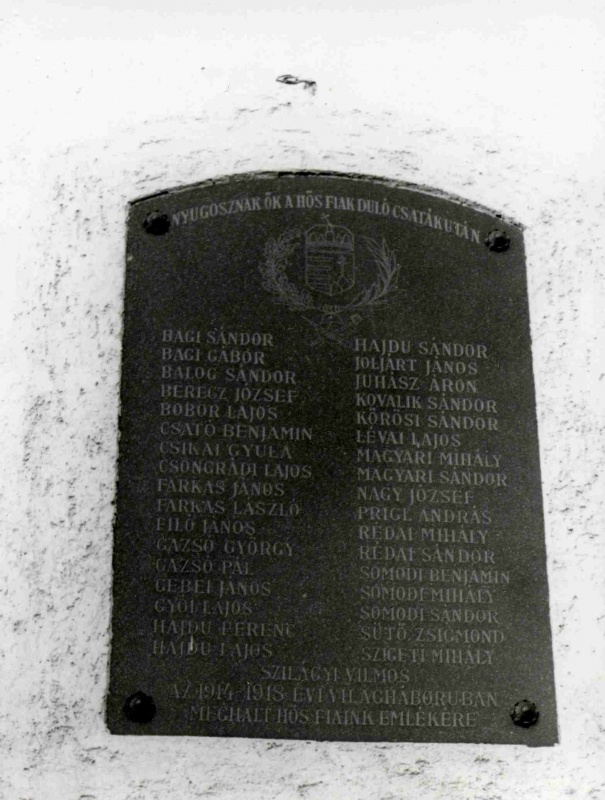 NYUGOSZNAK ŐK A HŐS FIAK DULÓ CSATÁK UTÁN
BAGI SÁNDOR
BAGI GÁBOR
BALOG SÁNDOR
BERECZ JÓZSEF
BOBOR LAJOS
CSATÓ BENJAMIN
CSIKAI GYULA
CSONGRÁDI LAJOS
FARKAS JÁNOS
FARKAS LÁSZLÓ
FILÓ JÁNOS
GAZSÓ GYÖRGY
GAZSÓ PÁL
GEBEI JÁNOS
GYŐI LAJOS
HAJDU FERENC
HAJDU LAJOS
HAJDU SÁNDOR
JOLJÁRT JÁNOS
JUHÁSZ ÁRON
KOVALIK SÁNDOR
KŐRÖSI SÁNDOR
LÉVAI LAJOS
MAGYARI MIHÁLY
MAGYARI SÁNDOR
NAGY JÓZSEF
PRIGL ANDRÁS
RÉDAI MIHÁLY
RÉDAI SÁNDOR
SOMODI BENJAMIN
SOMODI MIHÁLY
SOMODI SÁNDOR
SÜTŐ ZSIGMOND
SZIGETI MIHÁLY
SZILÁGYI VILMOS
AZ 1914-1918 ÉVI VILÁGHÁBORUBAN
MEGHALT HŐS FIAINK EMLÉKÉRE